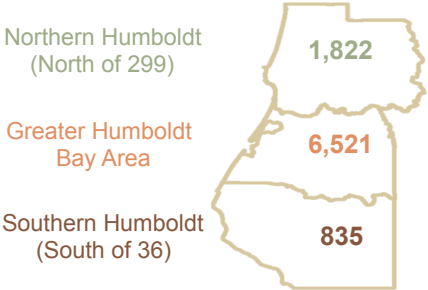 Northern Humboldt
(North of 299)
1,822
Greater Humboldt
Bay Area
6,521
Southern Humboldt
(South of 36)
835